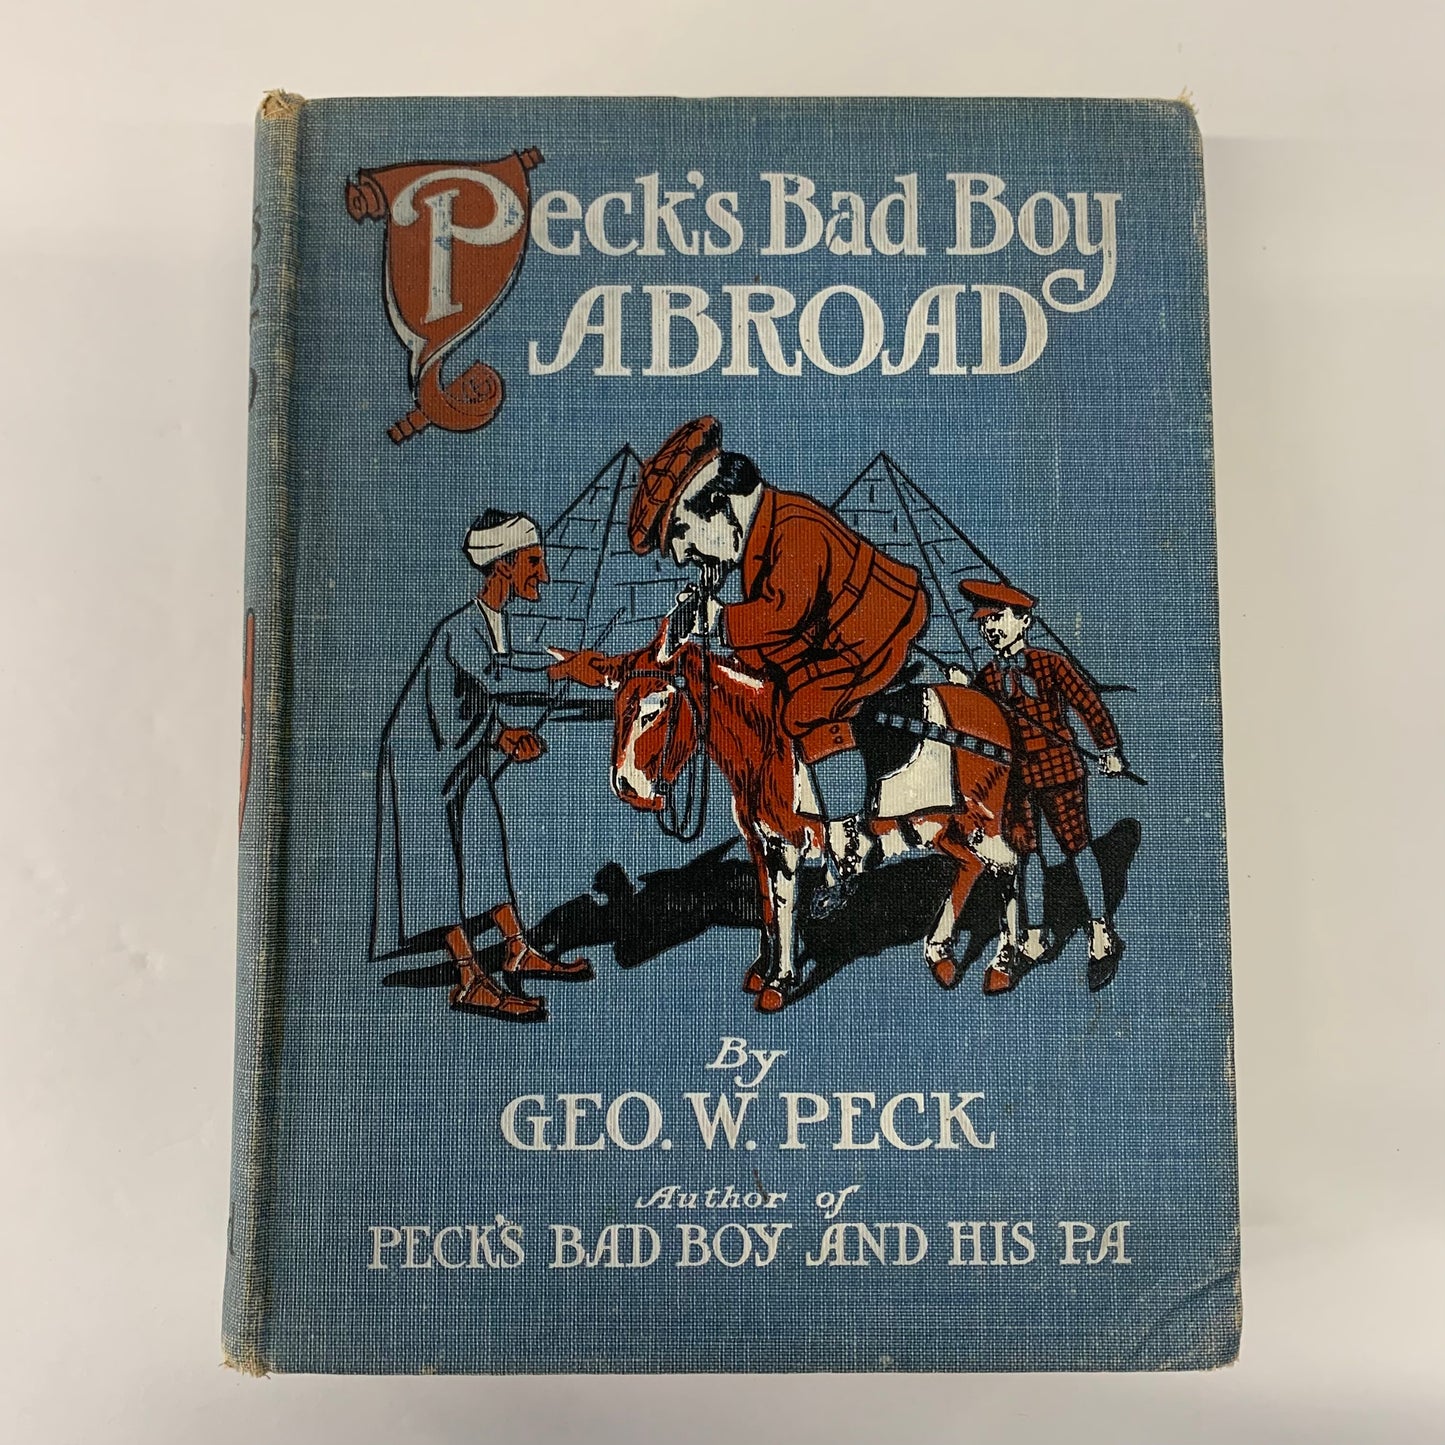 Peck's Bad Boy
ABROAD
By
GEO. W. PECK
Author of
PECK'S BAD BOY AND HIS PA